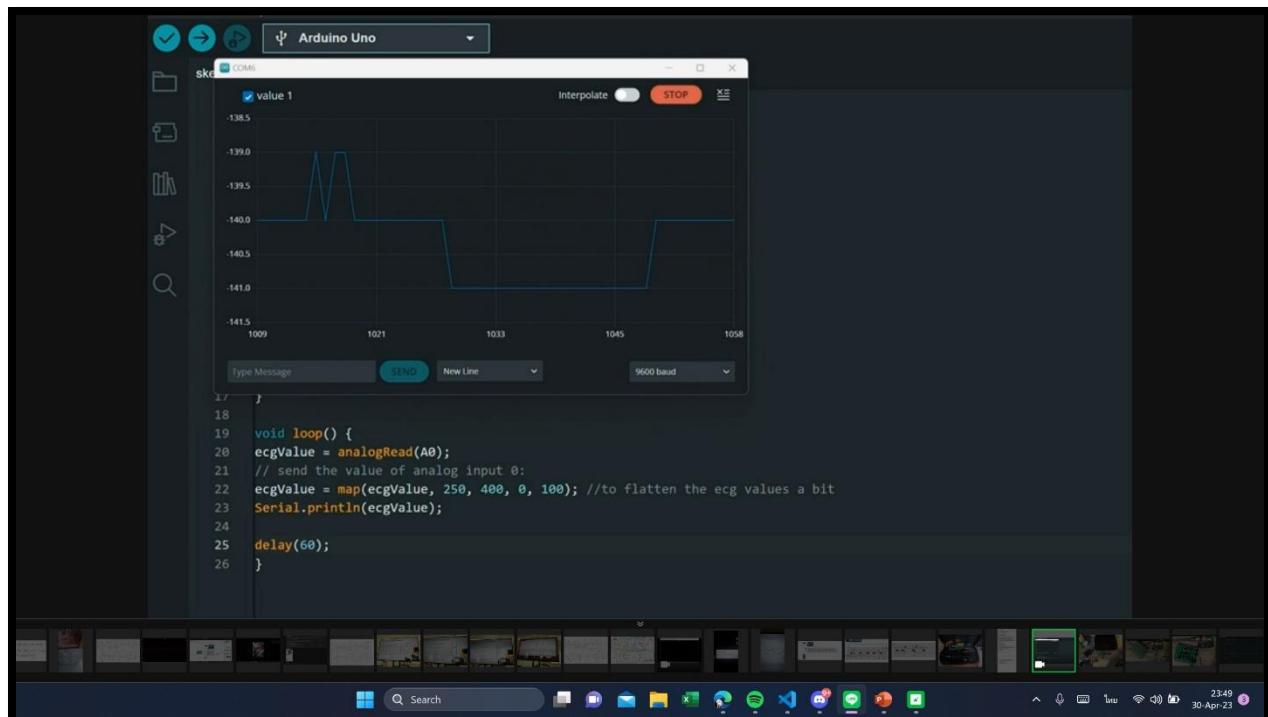 Arduino Uno
ske
COM6
value 1
Interpolate
STOP
-138.5
-139.0
-139.5
-140.0
-140.5
-141.0
-141.5
1009 1021 1033 1045 1058
Type Message SEND New Line 9600 baud
17 }
18
19 void loop() {
20 ecgValue = analogRead(A0);
21 // send the value of analog input 0:
22 ecgValue = map(ecgValue, 250, 400, 0, 100); //to flatten the ecg values a bit
23 Serial.println(ecgValue);
24
25 delay(60);
26 }
Search
ไทย
23:49
30-Apr-23
3